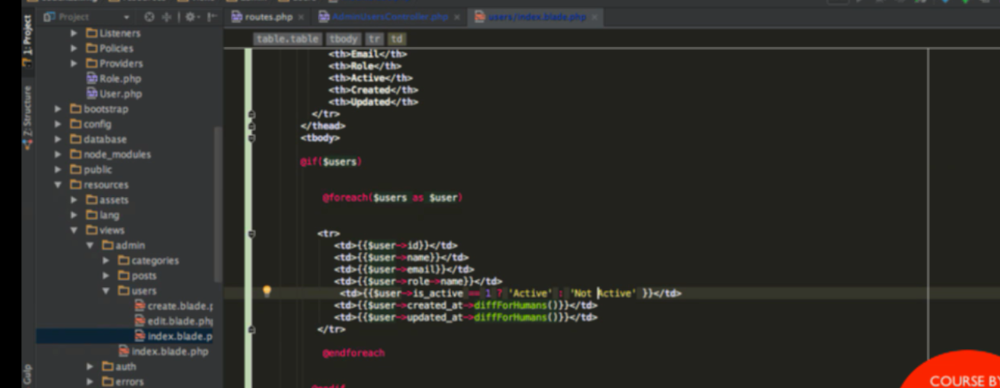 1: Project
Project
routes.php
AdminUsersController.php
users/index.blade.php
table.table tbody tr td
Z: Structure
Gulp
Listeners
Policies
Providers
Role.php
User.php
bootstrap
config
database
node_modules
public
resources
assets
lang
views
admin
categories
posts
users
create.blade.p
edit.blade.php
index.blade.p
index.blade.php
auth
errors
<th>Email</th>
<th>Role</th>
<th>Active</th>
<th>Created</th>
<th>Updated</th>
</tr>
</thead>
<tbody>
@if($users)
@foreach($users as $user)
<tr>
<td>{{$user->id}}</td>
<td>{{$user->name}}</td>
<td>{{$user->email}}</td>
<td>{{$user->role->name}}</td>
<td>{{$user->is_active == 1 ? 'Active' : 'Not Active' }}</td>
<td>{{$user->created_at->diffForHumans()}}</td>
<td>{{$user->updated_at->diffForHumans()}}</td>
</tr>
@endforeach
@endif
COURSE BY